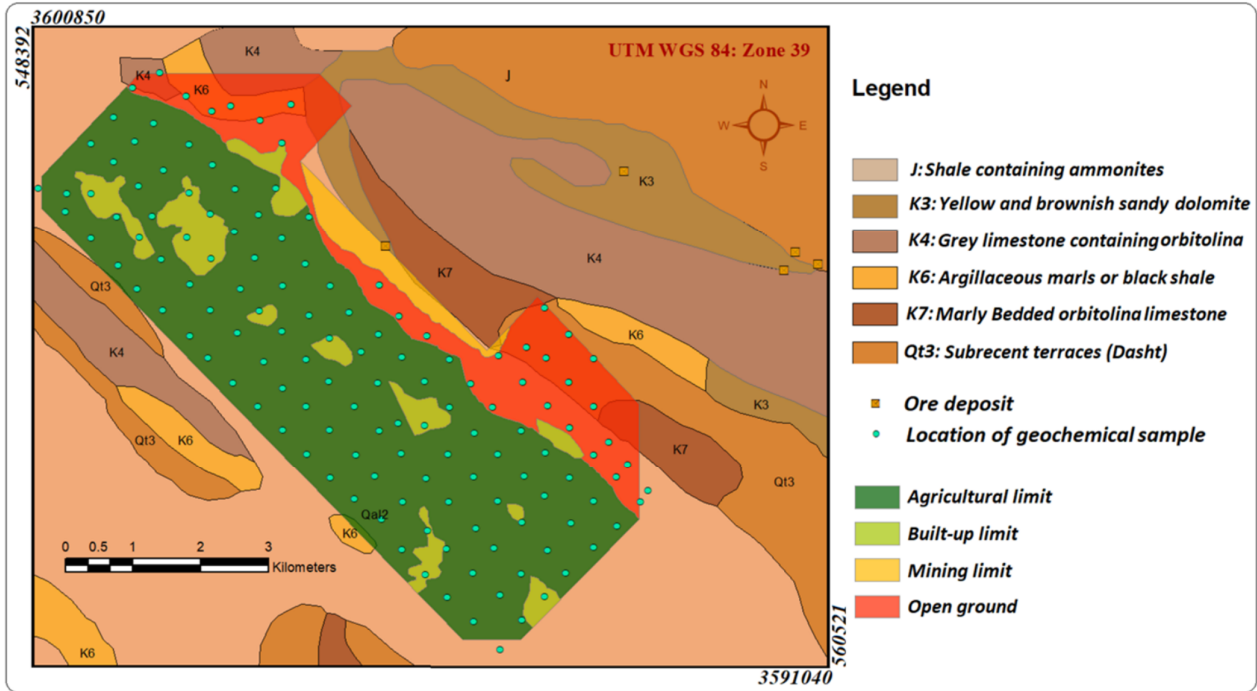 3600850
548392
UTM WGS 84: Zone 39
K4
J
K4
K6
N
W E
S
K3
K4
K7
Qt3
K6
K4
K3
K6
Qt3
K7
Qt3
Qal2
K6
0 0.5 1 2 3
Kilometers
K6
560521
3591040
Legend
J: Shale containing ammonites
K3: Yellow and brownish sandy dolomite
K4: Grey limestone containing orbitolina
K6: Argillaceous marls or black shale
K7: Marly Bedded orbitolina limestone
Qt3: Subrecent terraces (Dasht)
Ore deposit
Location of geochemical sample
Agricultural limit
Built-up limit
Mining limit
Open ground